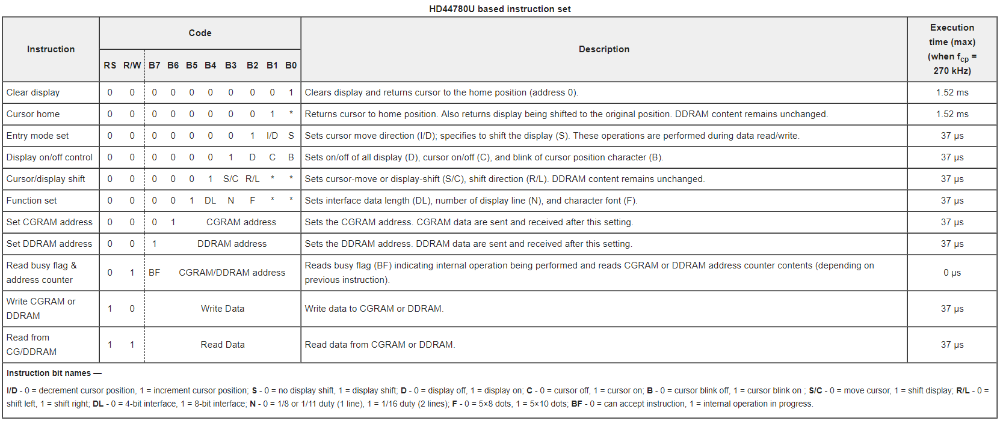 HD44780U based instruction set
Instruction
Code
Description
Execution
time (max)
(when fcp =
270 kHz)
RS R/W B7 B6 B5 B4 B3 B2 B1 B0
Clear display 0 0 0 0 0 0 0 0 0 1 Clears display and returns cursor to the home position (address 0). 1.52 ms
Cursor home 0 0 0 0 0 0 0 0 1 * Returns cursor to home position. Also returns display being shifted to the original position. DDRAM content remains unchanged. 1.52 ms
Entry mode set 0 0 0 0 0 0 0 1 I/D S Sets cursor move direction (I/D); specifies to shift the display (S). These operations are performed during data read/write. 37 µs
Display on/off control 0 0 0 0 0 0 1 D C B Sets on/off of all display (D), cursor on/off (C), and blink of cursor position character (B). 37 µs
Cursor/display shift 0 0 0 0 0 1 S/C R/L * * Sets cursor-move or display-shift (S/C), shift direction (R/L). DDRAM content remains unchanged. 37 µs
Function set 0 0 0 0 1 DL N F * * Sets interface data length (DL), number of display line (N), and character font (F). 37 µs
Set CGRAM address 0 0 0 1 CGRAM address Sets the CGRAM address. CGRAM data are sent and received after this setting. 37 µs
Set DDRAM address 0 0 1 DDRAM address Sets the DDRAM address. DDRAM data are sent and received after this setting. 37 µs
Read busy flag &
address counter
0 1 BF CGRAM/DDRAM address
Reads busy flag (BF) indicating internal operation being performed and reads CGRAM or DDRAM address counter contents (depending on
previous instruction).
0 µs
Write CGRAM or
DDRAM
1 0 Write Data Write data to CGRAM or DDRAM. 37 µs
Read from
CG/DDRAM
1 1 Read Data Read data from CGRAM or DDRAM. 37 µs
Instruction bit names —
I/D - 0 = decrement cursor position, 1 = increment cursor position; S - 0 = no display shift, 1 = display shift; D - 0 = display off, 1 = display on; C - 0 = cursor off, 1 = cursor on; B - 0 = cursor blink off, 1 = cursor blink on ; S/C - 0 = move cursor, 1 = shift display; R/L - 0 =
shift left, 1 = shift right; DL - 0 = 4-bit interface, 1 = 8-bit interface; N - 0 = 1/8 or 1/11 duty (1 line), 1 = 1/16 duty (2 lines); F - 0 = 5×8 dots, 1 = 5×10 dots; BF - 0 = can accept instruction, 1 = internal operation in progress.